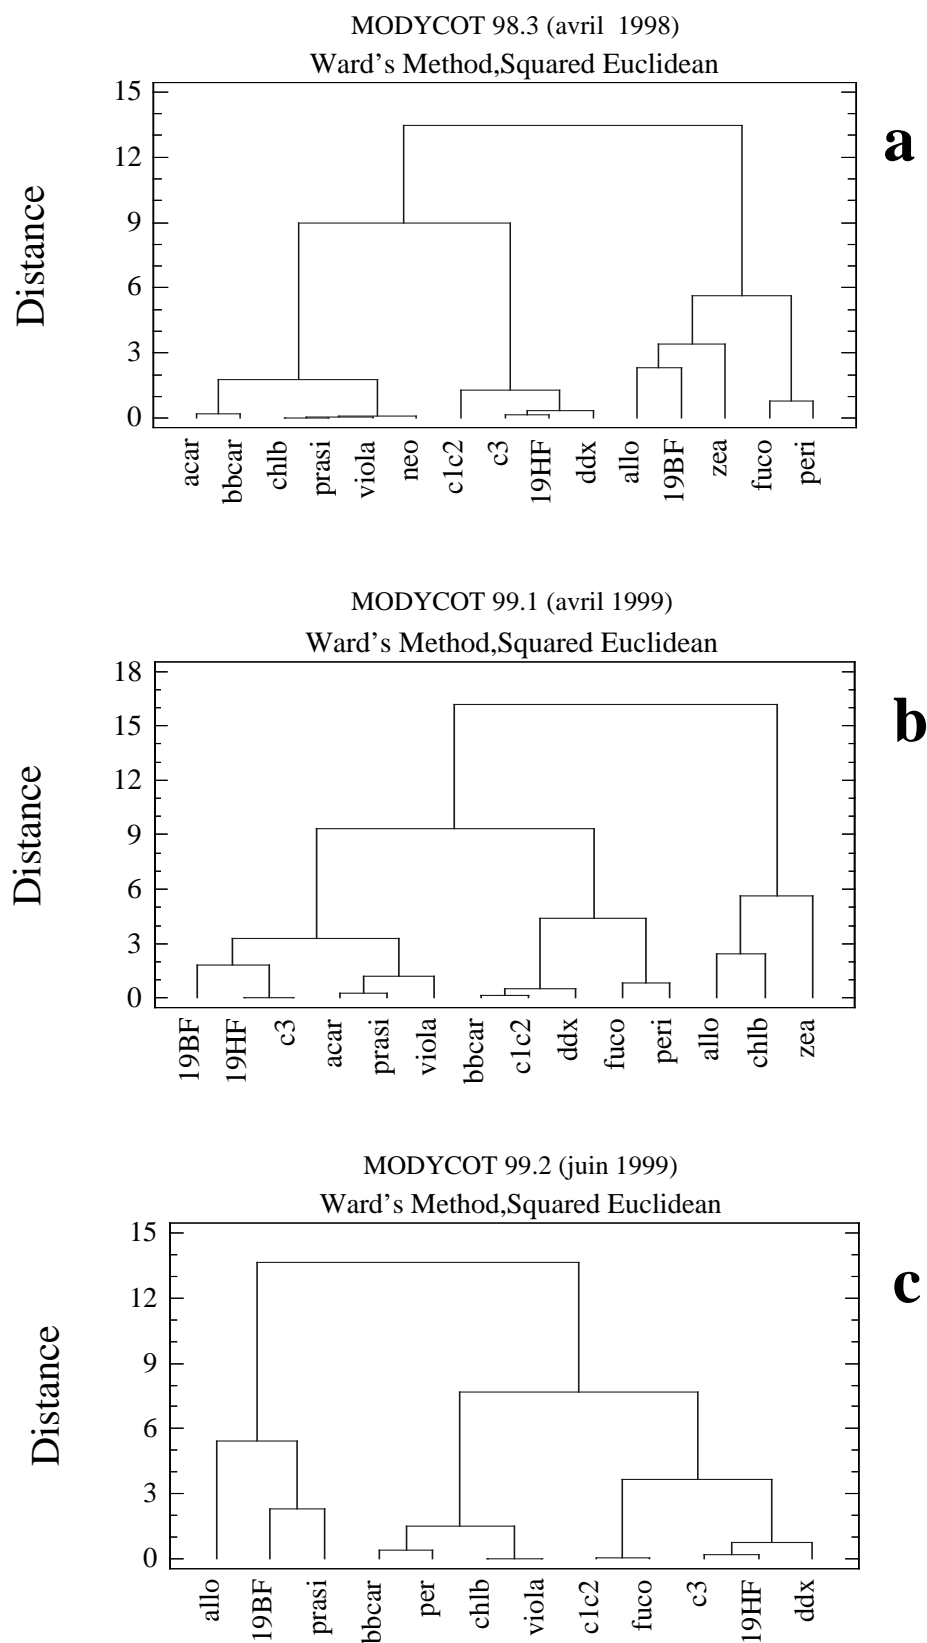 MODYCOT 98.3 (avril 1998)
Ward's Method,Squared Euclidean
a
Distance
15
12
9
6
3
0
acar bbcar chlb prasi viola neo c1c2 c3 19HF ddx allo 19BF zea fuco peri
MODYCOT 99.1 (avril 1999)
Ward's Method,Squared Euclidean
b
Distance
18
15
12
9
6
3
0
19BF 19HF c3 acar prasi viola bbcar c1c2 ddx fuco peri allo chlb zea
MODYCOT 99.2 (juin 1999)
Ward's Method,Squared Euclidean
c
Distance
15
12
9
6
3
0
allo 19BF prasi bbcar per chlb viola c1c2 fuco c3 19HF ddx